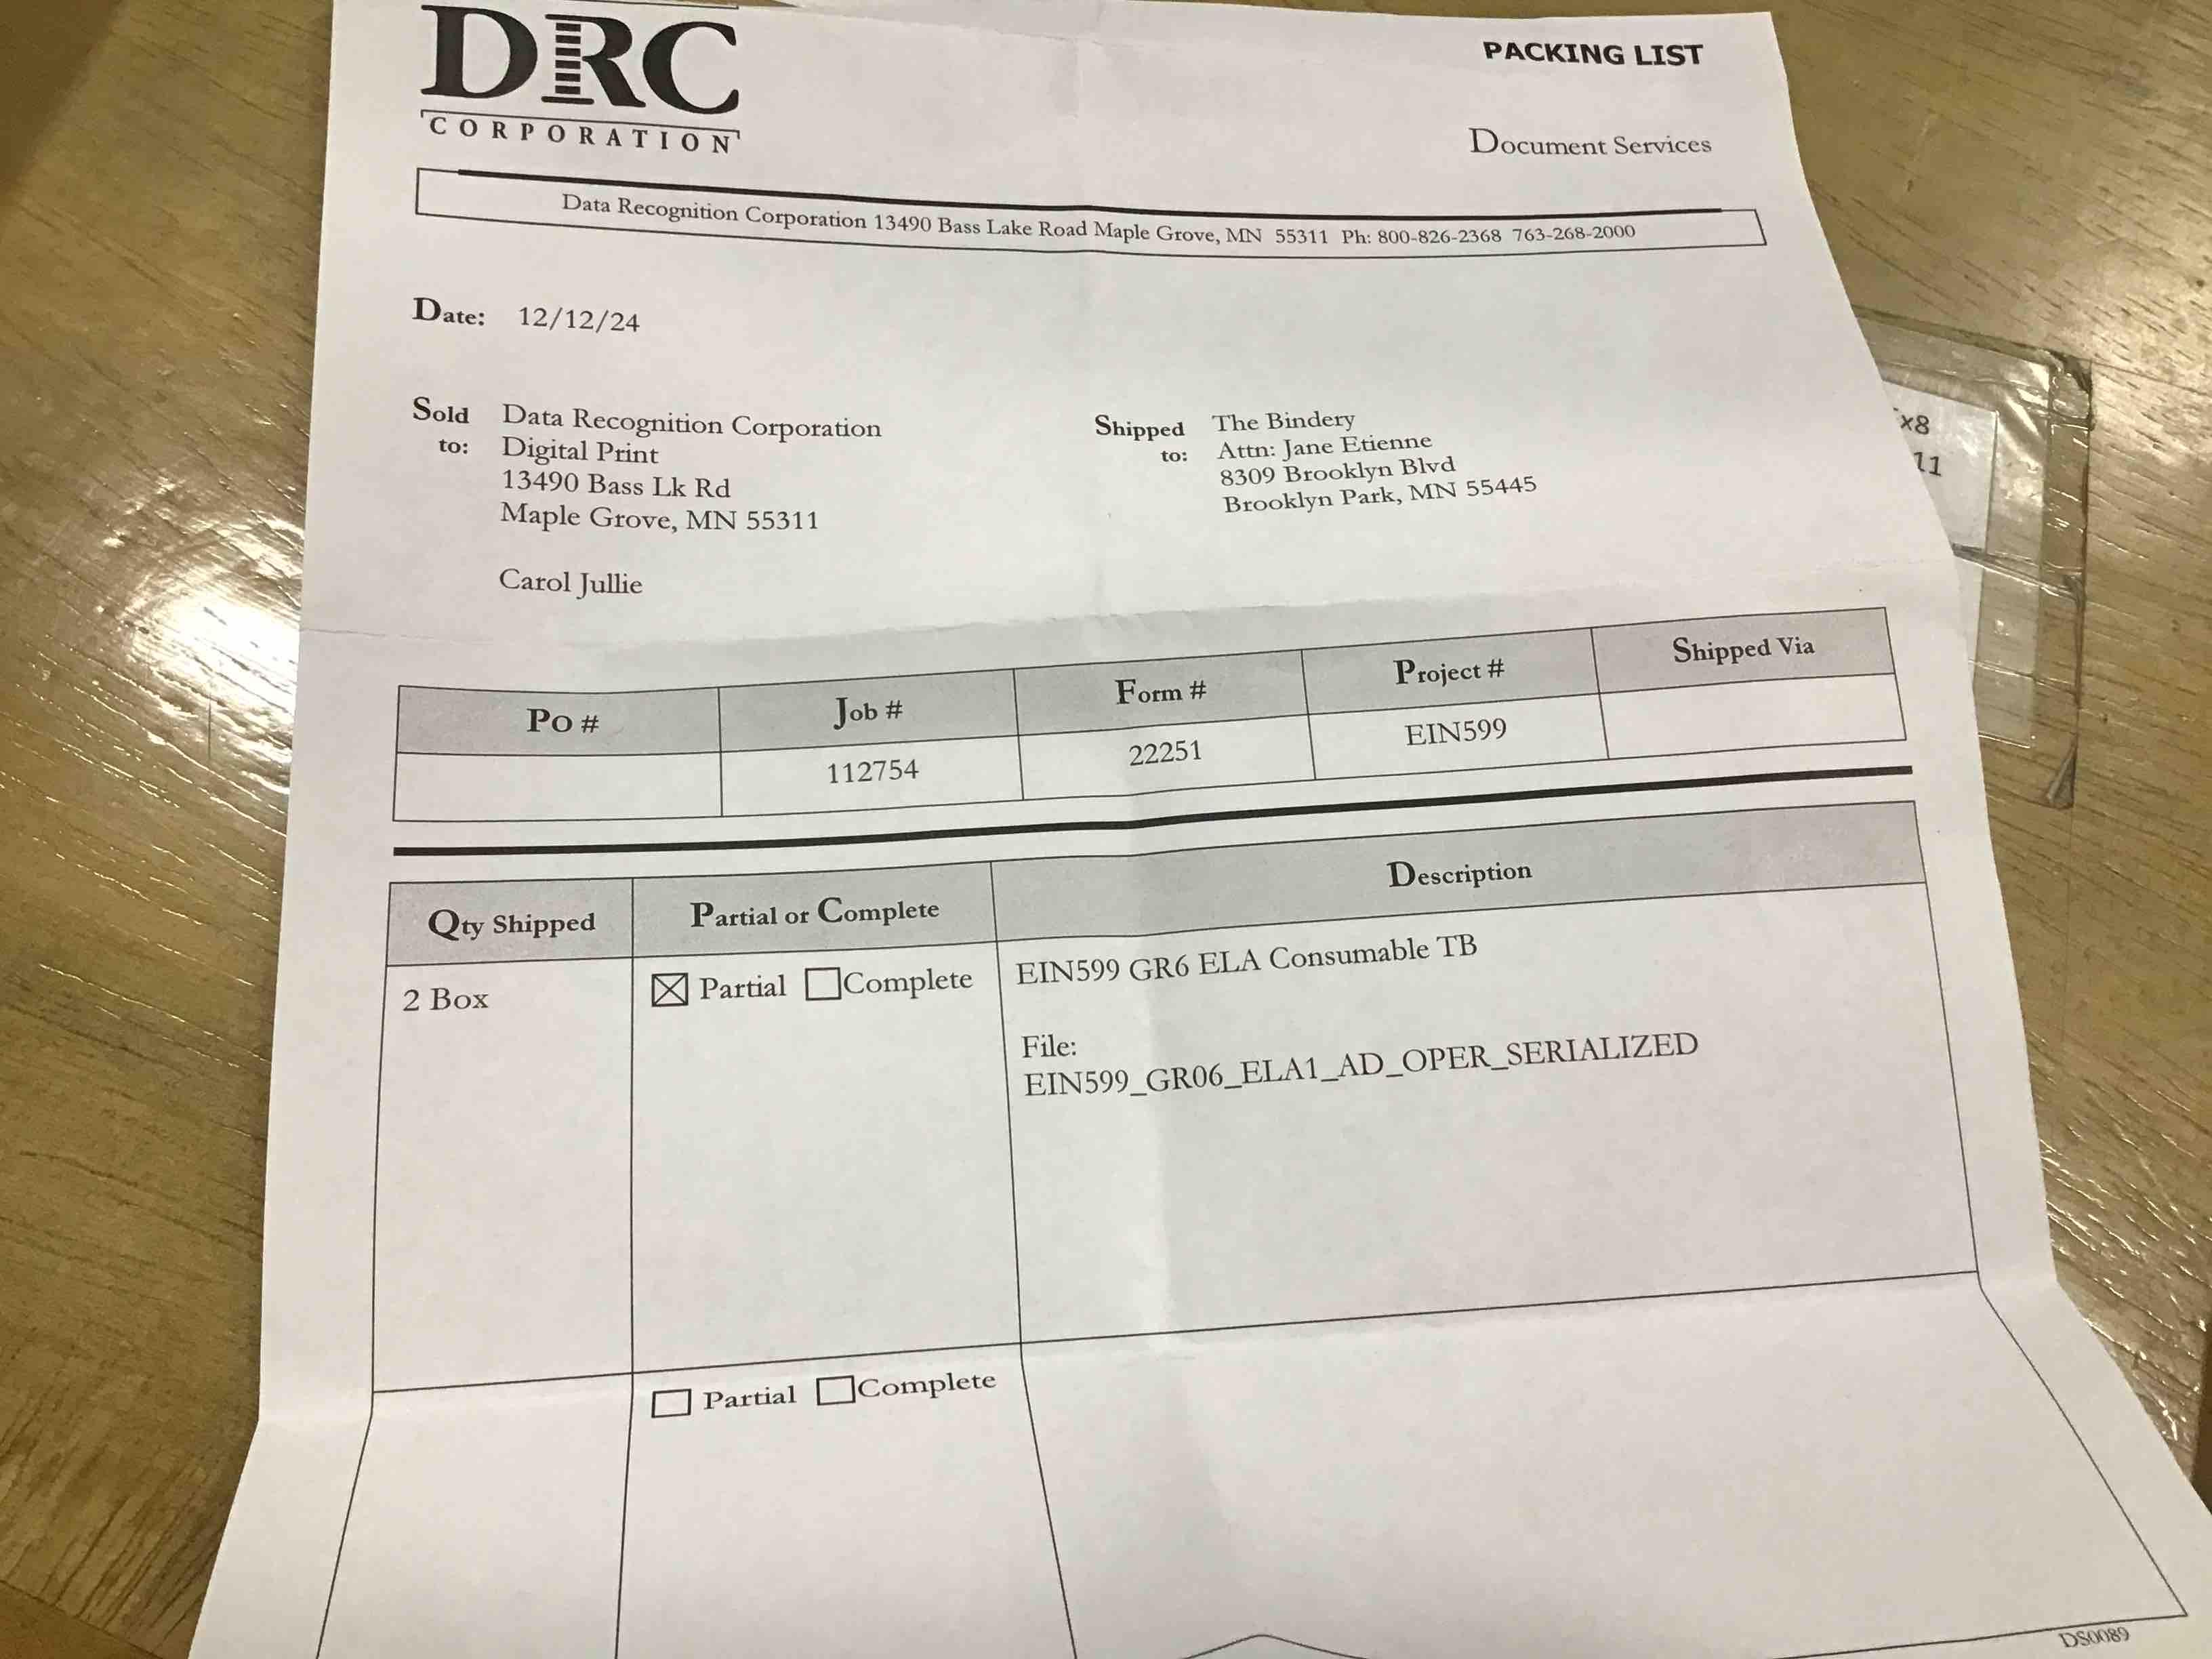 DRC
CORPORATION
PACKING LIST
Document Services
Data Recognition Corporation 13490 Bass Lake Road Maple Grove, MN 55311 Ph: 800-826-2368 763-268-2000
Date: 12/12/24
Sold to:
Data Recognition Corporation
Digital Print
13490 Bass Lk Rd
Maple Grove, MN 55311
Carol Jullie
Shipped to:
The Bindery
Attn: Jane Etienne
8309 Brooklyn Blvd
Brooklyn Park, MN 55445
x8
11
PO # Job # Form # Project # Shipped Via
112754 22251 EIN599
Qty Shipped Partial or Complete Description
2 Box ☒ Partial ☐ Complete EIN599 GR6 ELA Consumable TB
File:
EIN599_GR06_ELA1_AD_OPER_SERIALIZED
☐ Partial ☐ Complete
DS0089